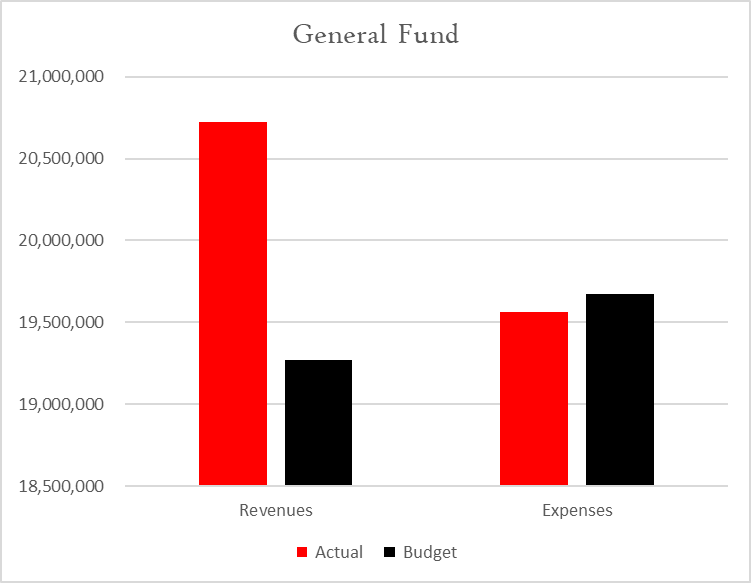 General Fund
21,000,000
20,500,000
20,000,000
19,500,000
19,000,000
18,500,000
Revenues Expenses
Actual Budget